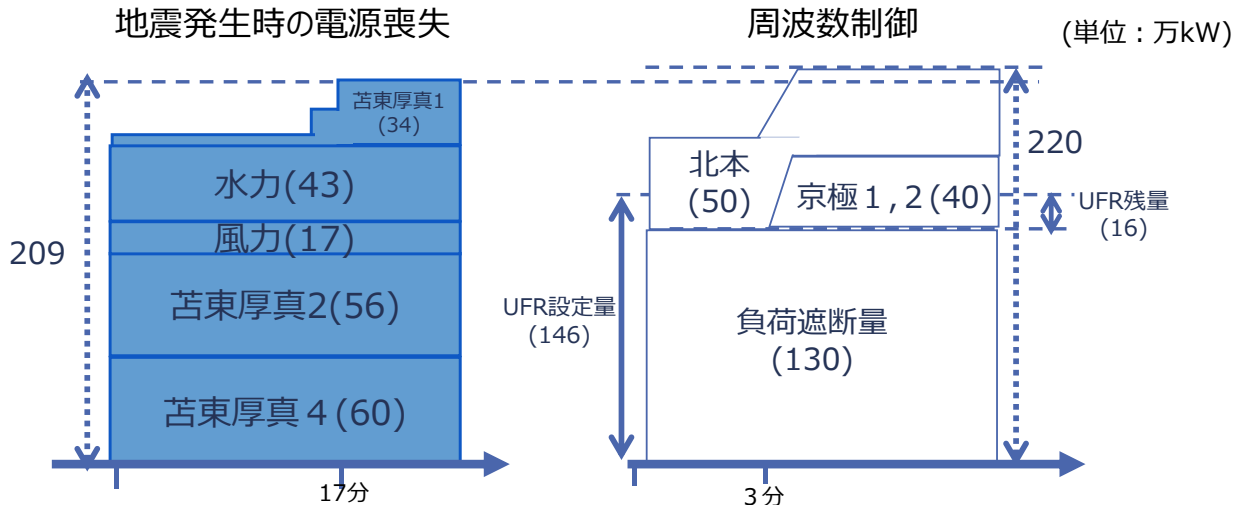 地震発生時の電源喪失
周波数制御
(単位：万kW)
苫東厚真1
(34)
水力(43)
風力(17)
209
苫東厚真2(56)
苫東厚真４(60)
17分
北本
(50)
京極１,２(40)
220
UFR残量
(16)
UFR設定量
(146)
負荷遮断量
(130)
３分